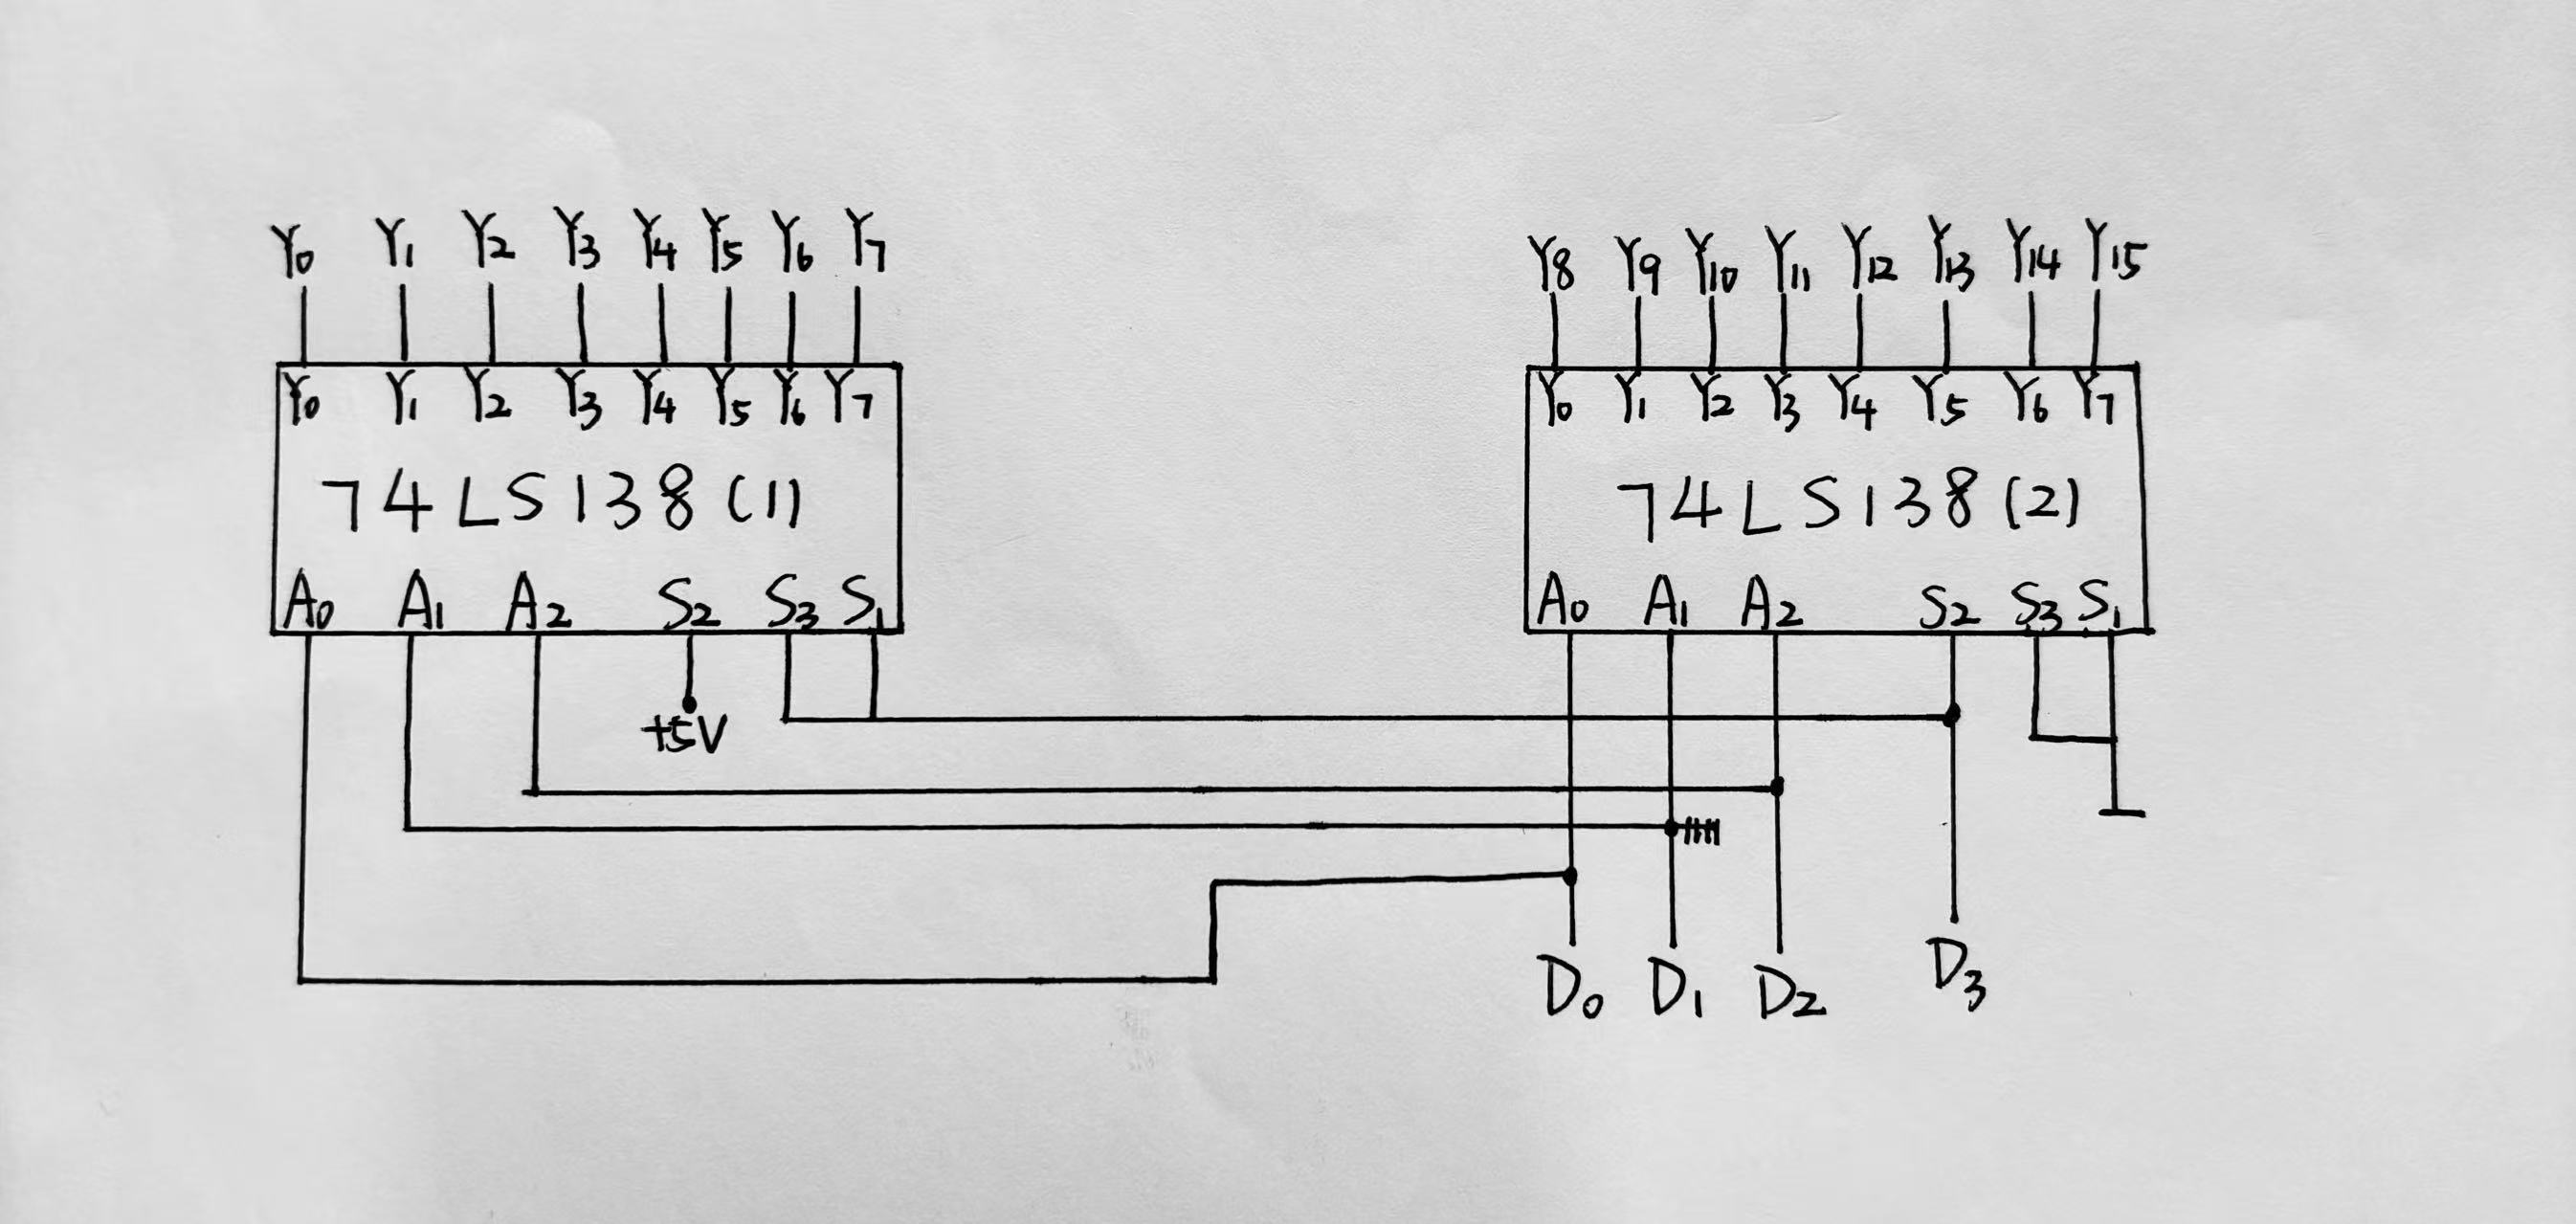 Y0 Y1 Y2 Y3 Y4 Y5 Y6 Y7
Y0 Y1 Y2 Y3 Y4 Y5 Y6 Y7
74LS138(1)
A0 A1 A2 S2 S3 S1
+5V
Y8 Y9 Y10 Y11 Y12 Y13 Y14 Y15
Y0 Y1 Y2 Y3 Y4 Y5 Y6 Y7
74LS138(2)
A0 A1 A2 S2 S3 S1
D0 D1 D2 D3